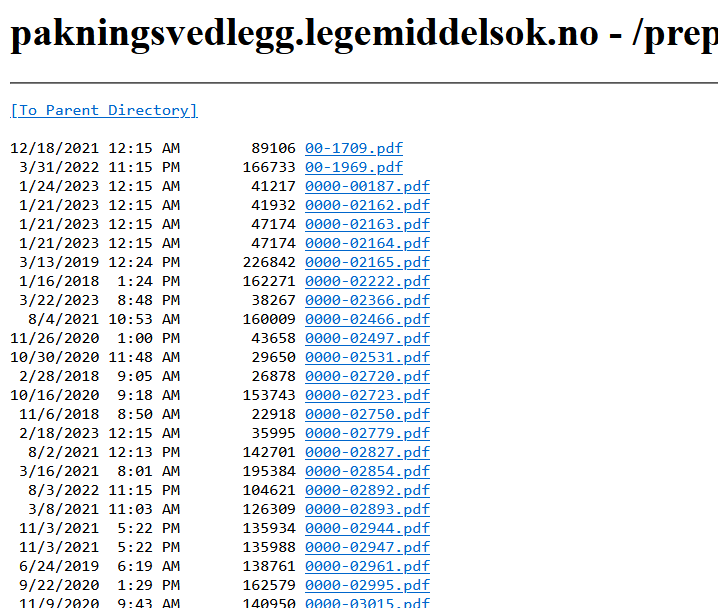 pakningsvedlegg.legemiddelsok.no - /prep
[To Parent Directory]
12/18/2021 12:15 AM 89106 00-1709.pdf
3/31/2022 11:15 PM 166733 00-1969.pdf
1/24/2023 12:15 AM 41217 0000-00187.pdf
1/21/2023 12:15 AM 41932 0000-02162.pdf
1/21/2023 12:15 AM 47174 0000-02163.pdf
1/21/2023 12:15 AM 47174 0000-02164.pdf
3/13/2019 12:24 PM 226842 0000-02165.pdf
1/16/2018 1:24 PM 162271 0000-02222.pdf
3/22/2023 8:48 PM 38267 0000-02366.pdf
8/4/2021 10:53 AM 160009 0000-02466.pdf
11/26/2020 1:00 PM 43658 0000-02497.pdf
10/30/2020 11:48 AM 29650 0000-02531.pdf
2/28/2018 9:05 AM 26878 0000-02720.pdf
10/16/2020 9:18 AM 153743 0000-02723.pdf
11/6/2018 8:50 AM 22918 0000-02750.pdf
2/18/2023 12:15 AM 35995 0000-02779.pdf
8/2/2021 12:13 PM 142701 0000-02827.pdf
3/16/2021 8:01 AM 195384 0000-02854.pdf
8/3/2022 11:15 PM 104621 0000-02892.pdf
3/8/2021 11:03 AM 126309 0000-02893.pdf
11/3/2021 5:22 PM 135934 0000-02944.pdf
11/3/2021 5:22 PM 135988 0000-02947.pdf
6/24/2019 6:19 AM 138761 0000-02961.pdf
9/22/2020 1:29 PM 162579 0000-02995.pdf
11/9/2020 9:43 AM 140950 0000-03015.pdf